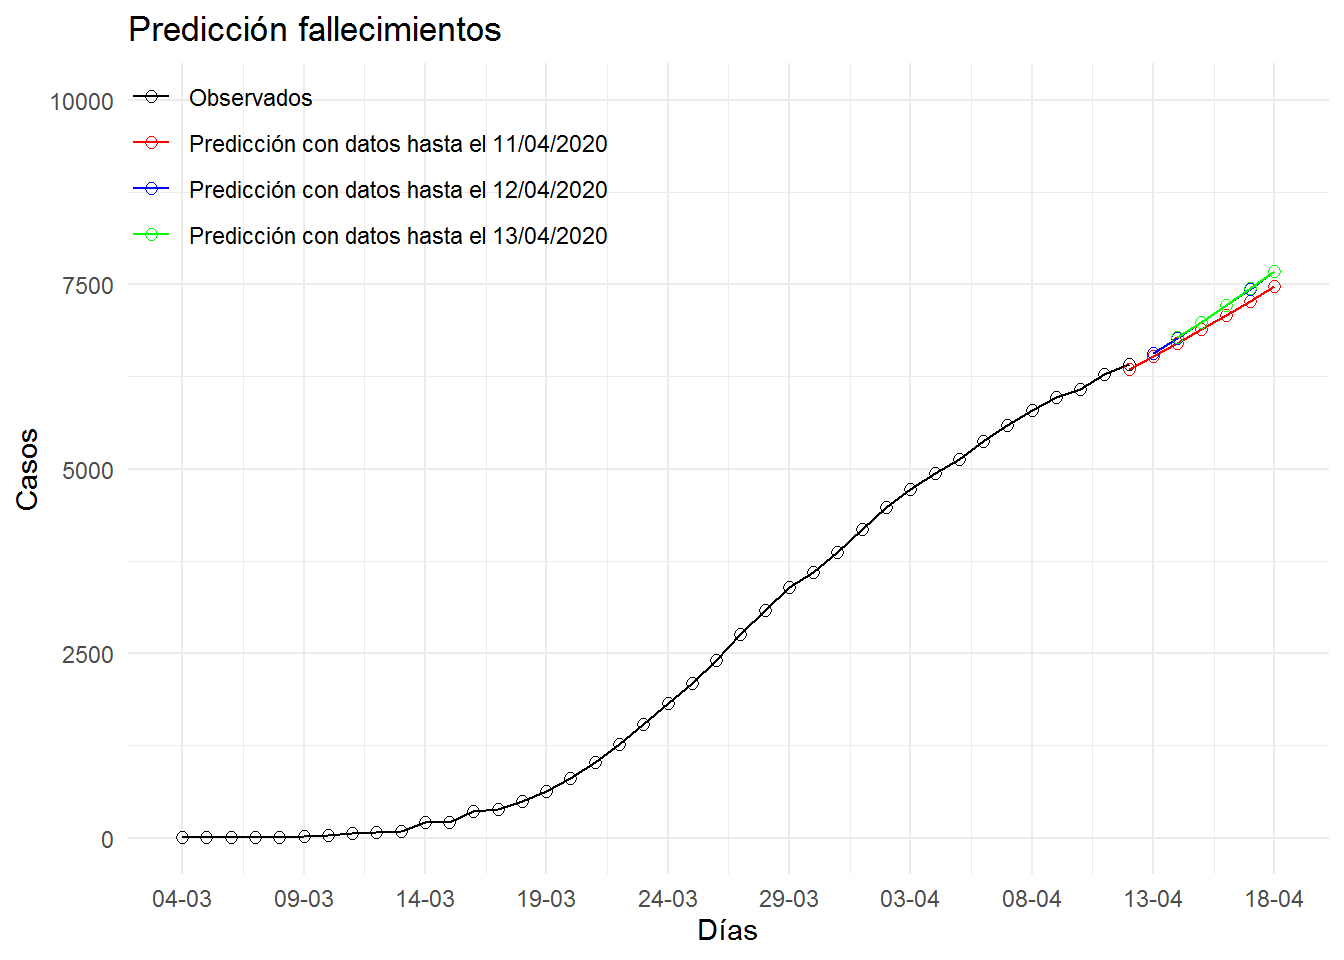 Predicción fallecimientos
Observados
Predicción con datos hasta el 11/04/2020
Predicción con datos hasta el 12/04/2020
Predicción con datos hasta el 13/04/2020
10000
7500
5000
2500
0
Casos
04-03 09-03 14-03 19-03 24-03 29-03 03-04 08-04 13-04 18-04
Días